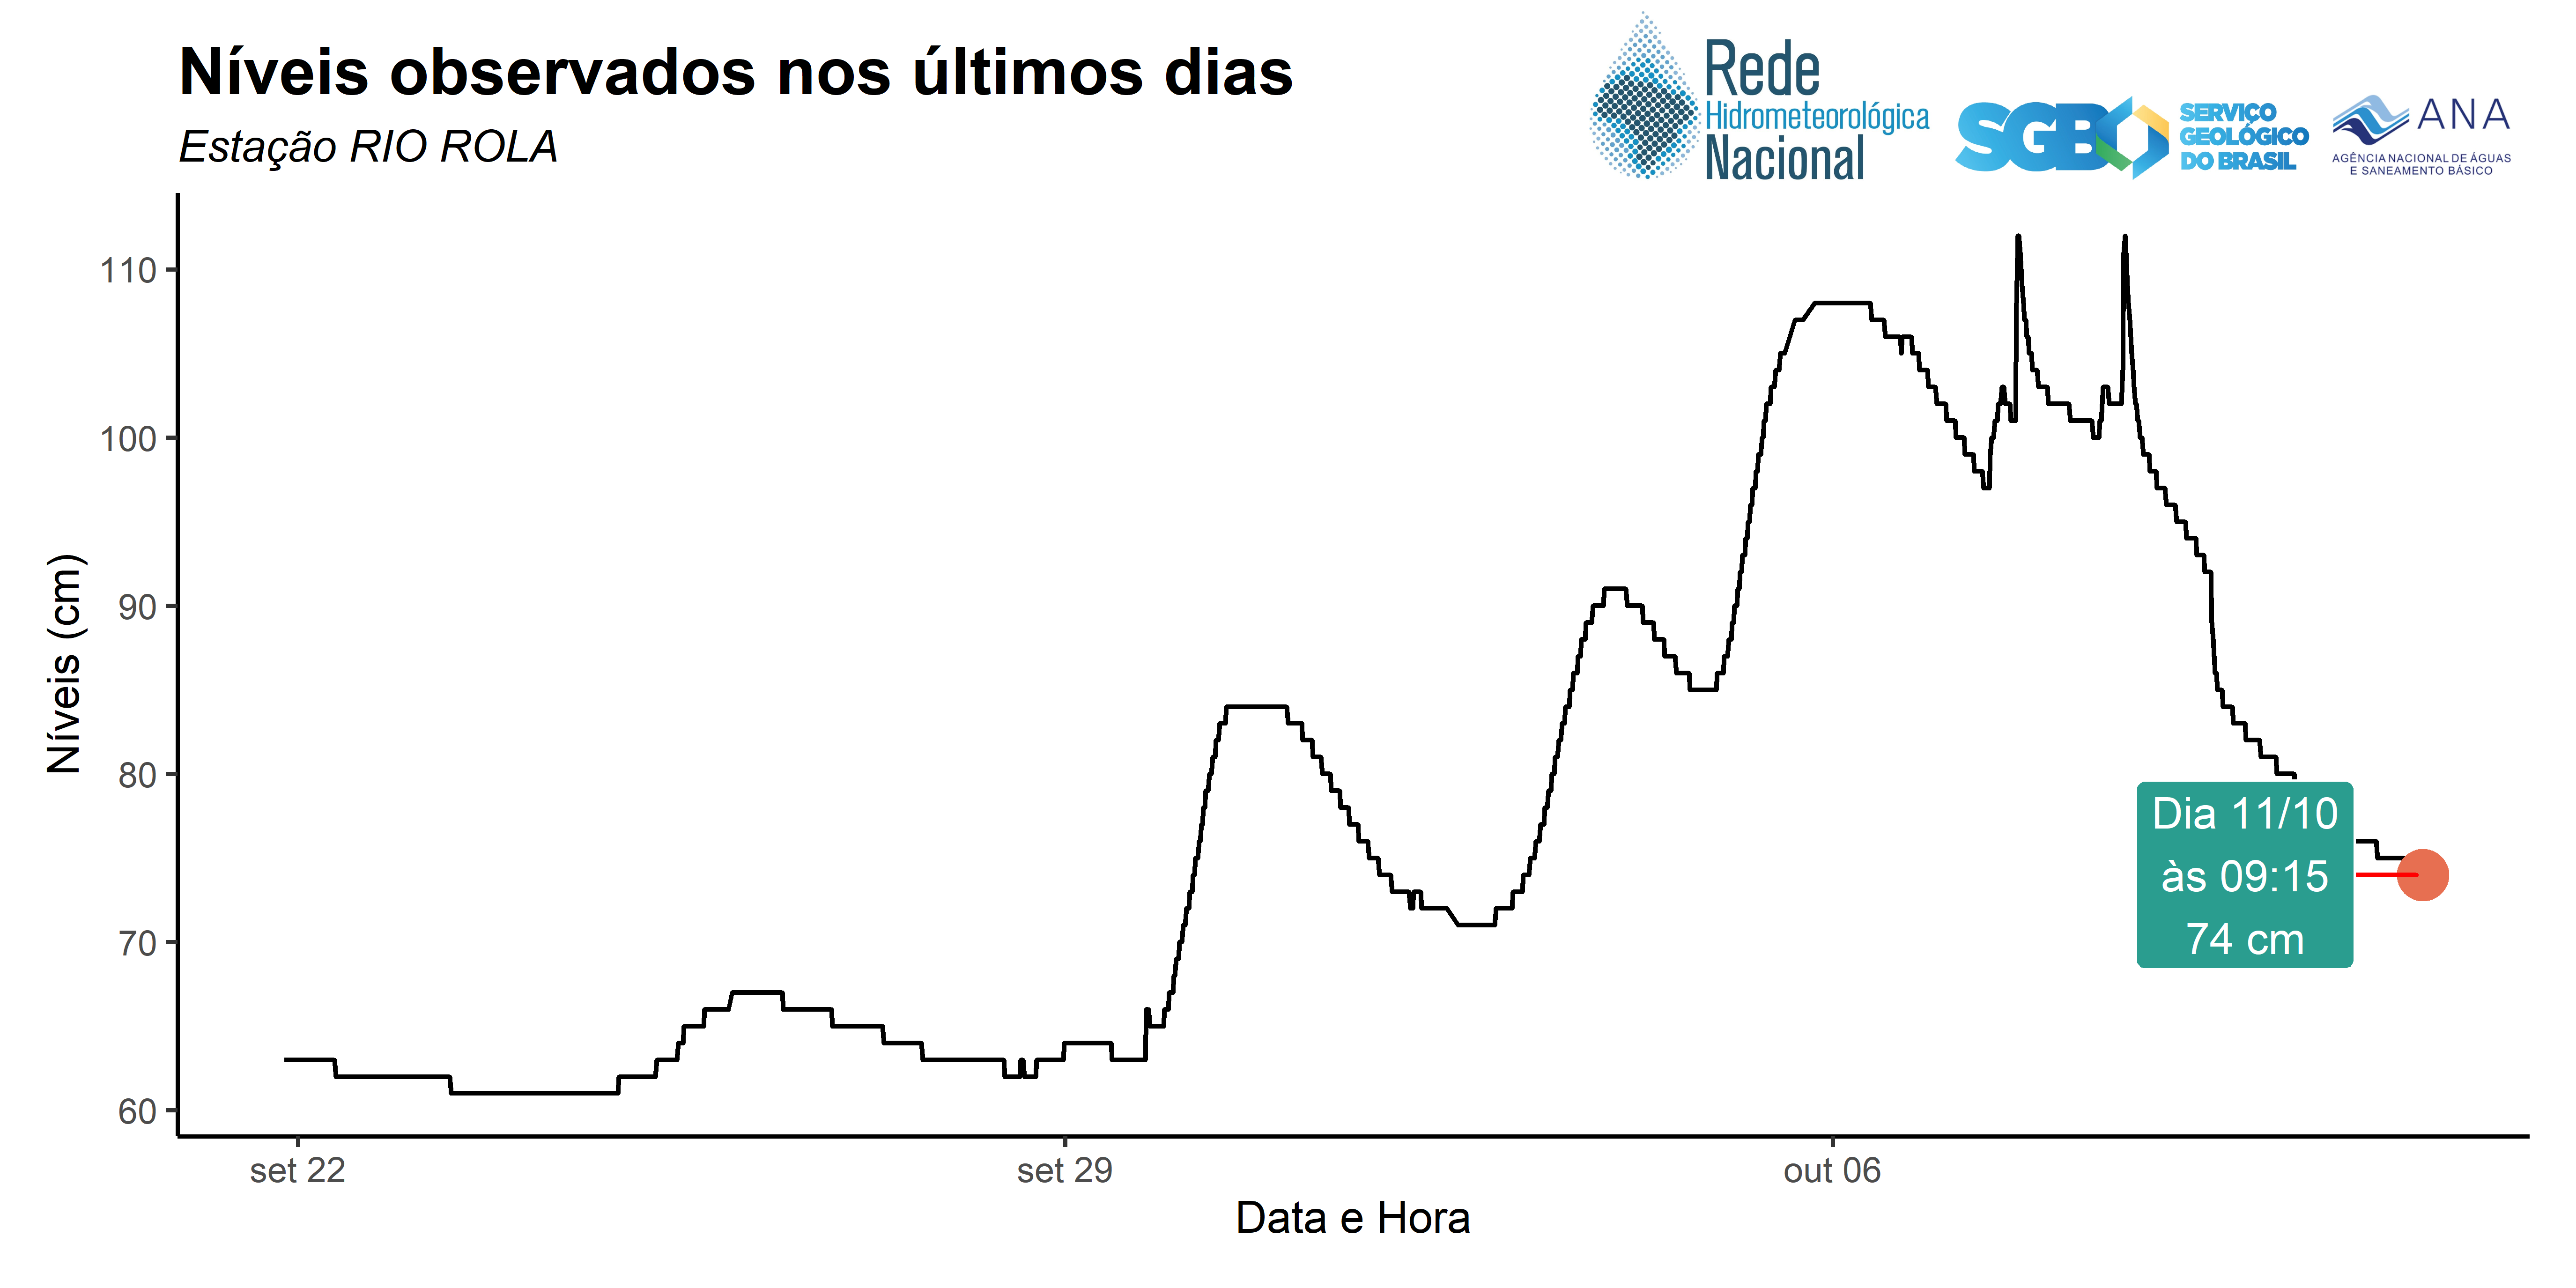 Níveis observados nos últimos dias
Estação RIO ROLA
Rede
Hidrometeorológica
Nacional
SGB
SERVIÇO
GEOLÓGICO
DO BRASIL
ANA
AGÊNCIA NACIONAL DE ÁGUAS
E SANEAMENTO BÁSICO
Níveis (cm)
110
100
90
80
70
60
Dia 11/10
às 09:15
74 cm
set 22
set 29
out 06
Data e Hora